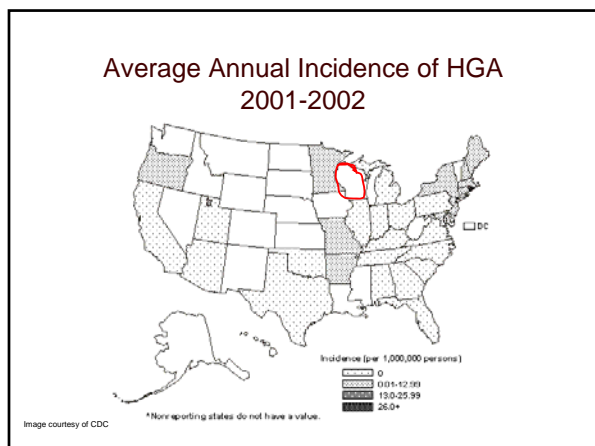 Average Annual Incidence of HGA
2001-2002
DC
Incidence (per 1,000,000 persons)
0
0.01-12.99
13.0-25.99
26.0+
*Nonreporting states do not have a value.
Image courtesy of CDC